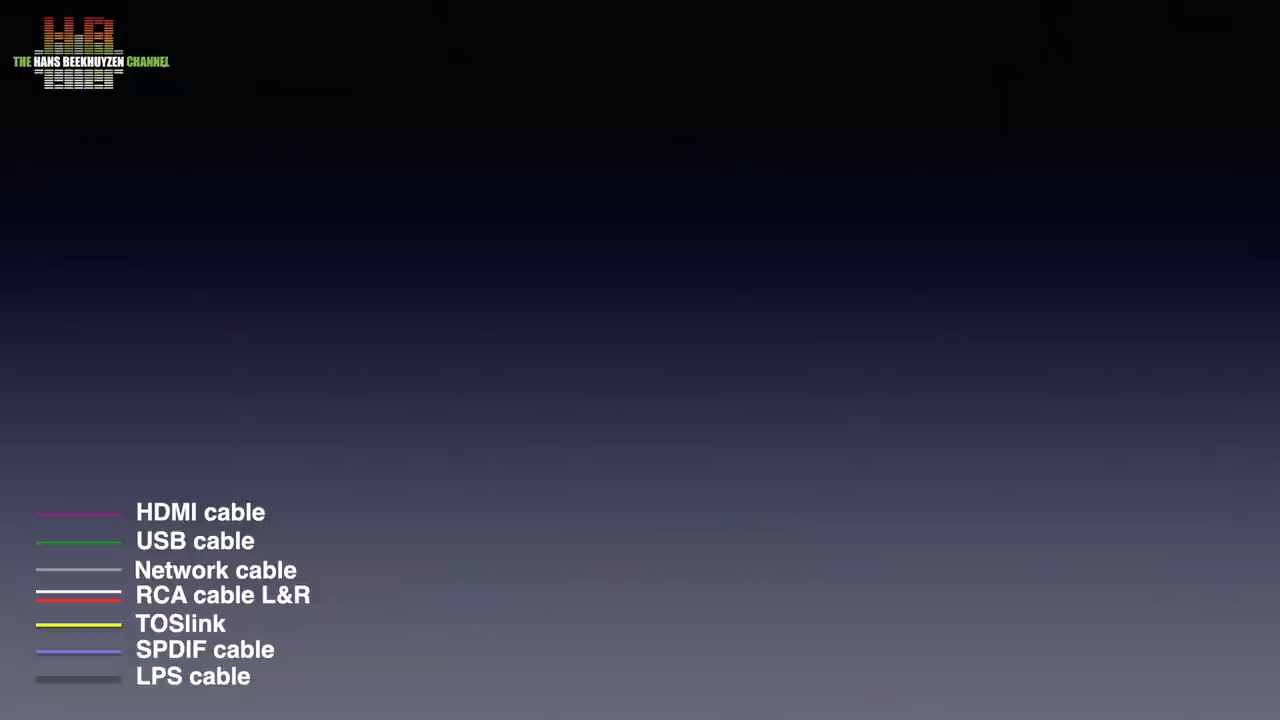 THE HANS BEEKHUYZEN CHANNEL
HDMI cable
USB cable
Network cable
RCA cable L&R
TOSlink
SPDIF cable
LPS cable